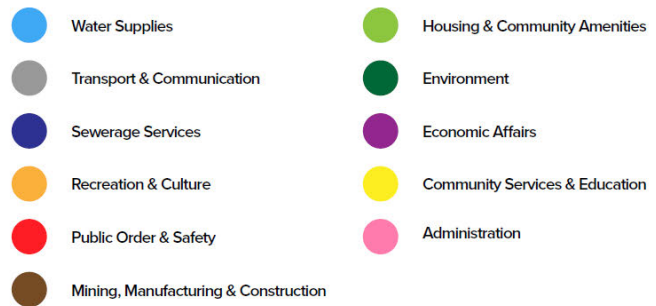 Water Supplies
Housing & Community Amenities
Transport & Communication
Environment
Sewerage Services
Economic Affairs
Recreation & Culture
Community Services & Education
Public Order & Safety
Administration
Mining, Manufacturing & Construction